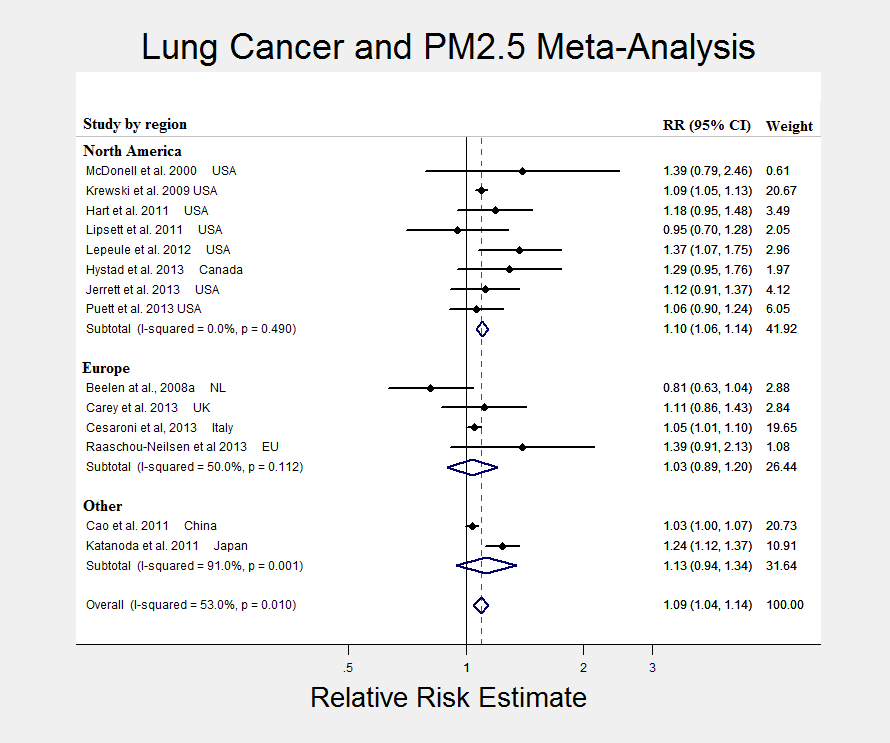 Lung Cancer and PM2.5 Meta-Analysis
Study by region RR (95% CI) Weight
North America
McDonell et al. 2000 USA 1.39 (0.79, 2.46) 0.61
Krewski et al. 2009 USA 1.09 (1.05, 1.13) 20.67
Hart et al. 2011 USA 1.18 (0.95, 1.48) 3.49
Lipsett et al. 2011 USA 0.95 (0.70, 1.28) 2.05
Lepeule et al. 2012 USA 1.37 (1.07, 1.75) 2.96
Hystad et al. 2013 Canada 1.29 (0.95, 1.76) 1.97
Jerrett et al. 2013 USA 1.12 (0.91, 1.37) 4.12
Puett et al. 2013 USA 1.06 (0.90, 1.24) 6.05
Subtotal (I-squared = 0.0%, p = 0.490) 1.10 (1.06, 1.14) 41.92
Europe
Beelen at al., 2008a NL 0.81 (0.63, 1.04) 2.88
Carey et al. 2013 UK 1.11 (0.86, 1.43) 2.84
Cesaroni et al, 2013 Italy 1.05 (1.01, 1.10) 19.65
Raaschou-Neilsen et al 2013 EU 1.39 (0.91, 2.13) 1.08
Subtotal (I-squared = 50.0%, p = 0.112) 1.03 (0.89, 1.20) 26.44
Other
Cao et al. 2011 China 1.03 (1.00, 1.07) 20.73
Katanoda et al. 2011 Japan 1.24 (1.12, 1.37) 10.91
Subtotal (I-squared = 91.0%, p = 0.001) 1.13 (0.94, 1.34) 31.64
Overall (I-squared = 53.0%, p = 0.010) 1.09 (1.04, 1.14) 100.00
.5 1 2 3
Relative Risk Estimate